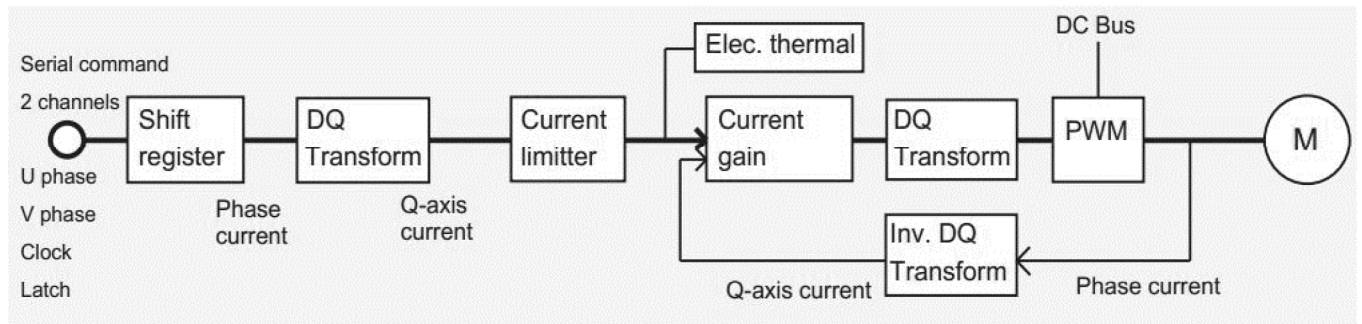 Serial command
2 channels
U phase
V phase
Clock
Latch
Shift
register
Phase
current
DQ
Transform
Q-axis
current
Current
limitter
Elec. thermal
Current
gain
DQ
Transform
DC Bus
PWM
M
Inv. DQ
Transform
Q-axis current
Phase current